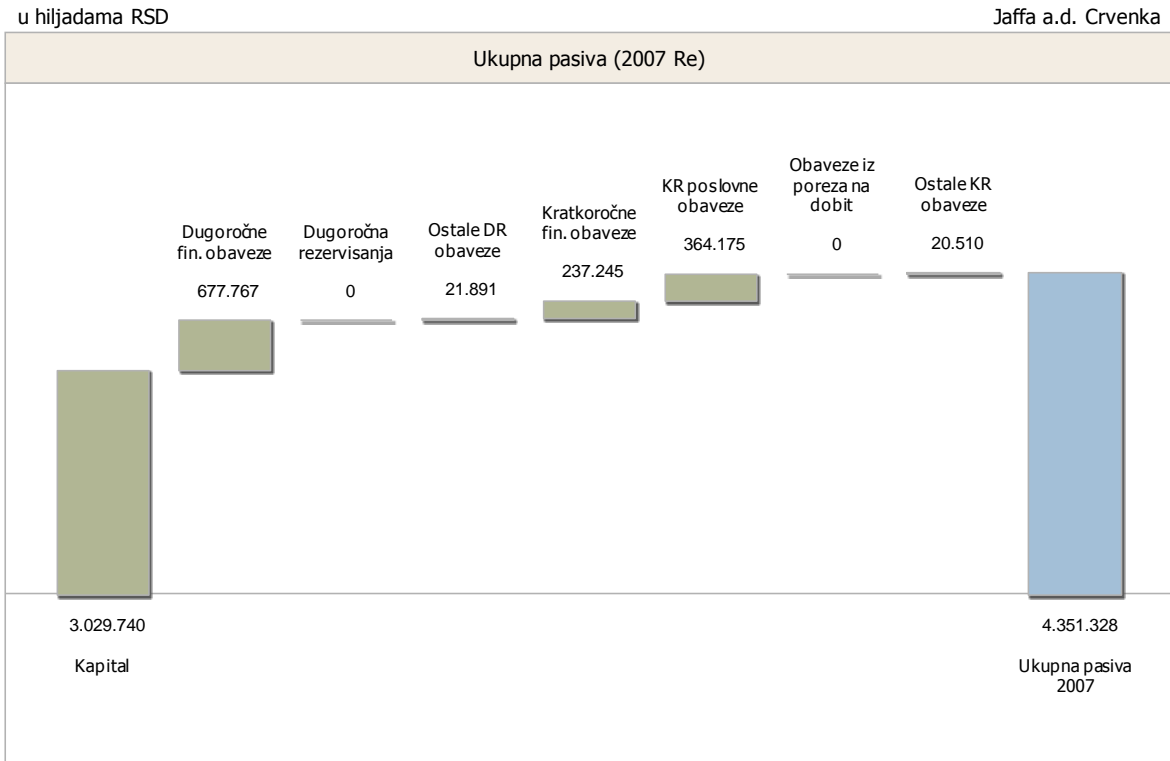 u hiljadama RSD
Jaffa a.d. Crvenka
Ukupna pasiva (2007 Re)
Dugoročne
fin. obaveze
677.767
Dugoročna
rezervisanja
0
Ostale DR
obaveze
21.891
Kratkoročne
fin. obaveze
237.245
KR poslovne
obaveze
364.175
Obaveze iz
poreza na
dobit
0
Ostale KR
obaveze
20.510
3.029.740
Kapital
4.351.328
Ukupna pasiva
2007